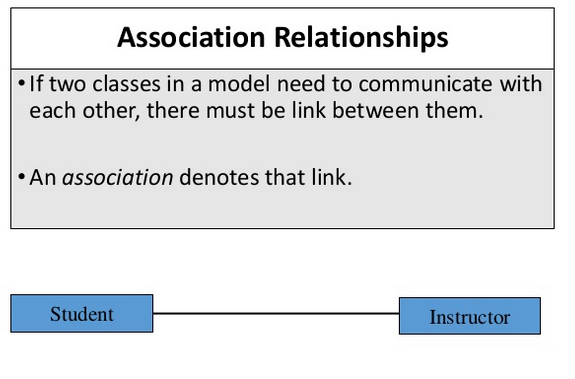 Association Relationships
• If two classes in a model need to communicate with
each other, there must be link between them.
• An association denotes that link.
Student
Instructor